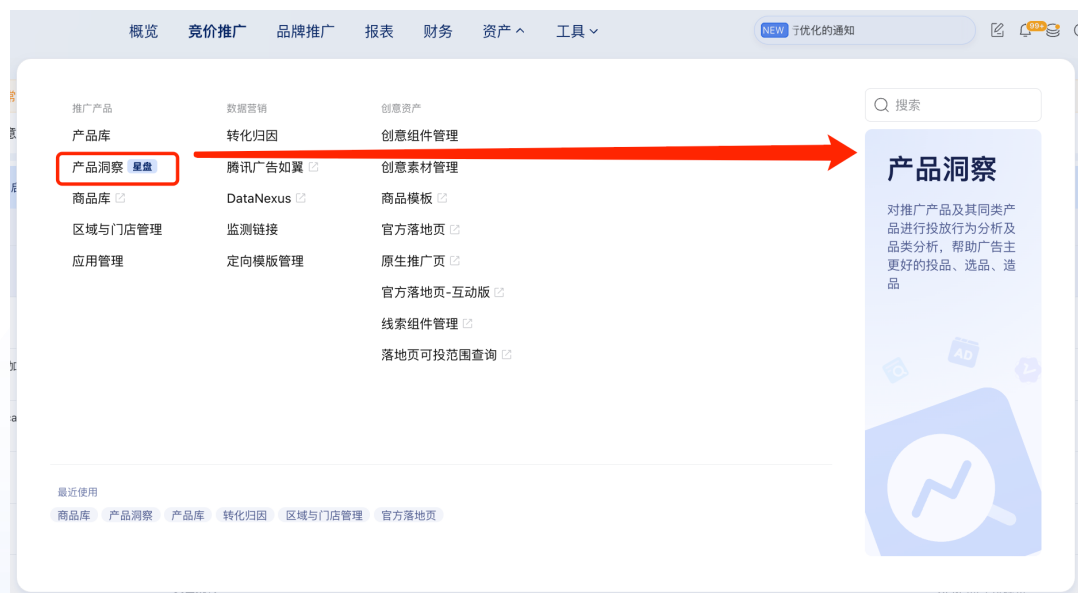 概览 竞价推广 品牌推广 报表 财务 资产 工具 NEW 优化的通知 99+
推广产品 数据营销 创意资产 搜索
产品库 转化归因 创意组件管理
产品洞察 星盘 腾讯广告如翼 创意素材管理 产品洞察
商品库 DataNexus 商品模板
区域与门店管理 监测链接 官方落地页
应用管理 定向模版管理 原生推广页
官方落地页-互动版
线索组件管理
落地页可投范围查询
对推广产品及其同类产
品进行投放行为分析及
品类分析，帮助广告主
更好的投品、选品、造
品
AD
最近使用
商品库 产品洞察 产品库 转化归因 区域与门店管理 官方落地页